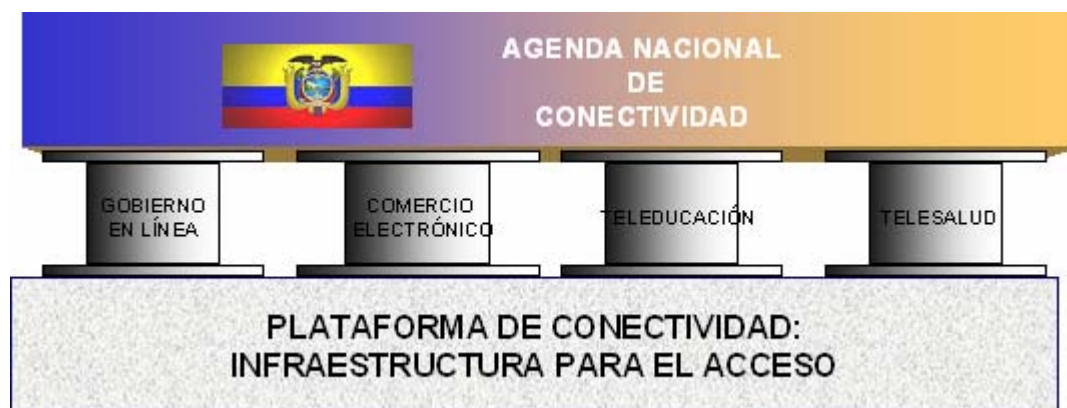 AGENDA NACIONAL
DE
CONECTIVIDAD
GOBIERNO
EN LÍNEA
COMERCIO
ELECTRÓNICO
TELEDUCACIÓN
TELESALUD
PLATAFORMA DE CONECTIVIDAD:
INFRAESTRUCTURA PARA EL ACCESO